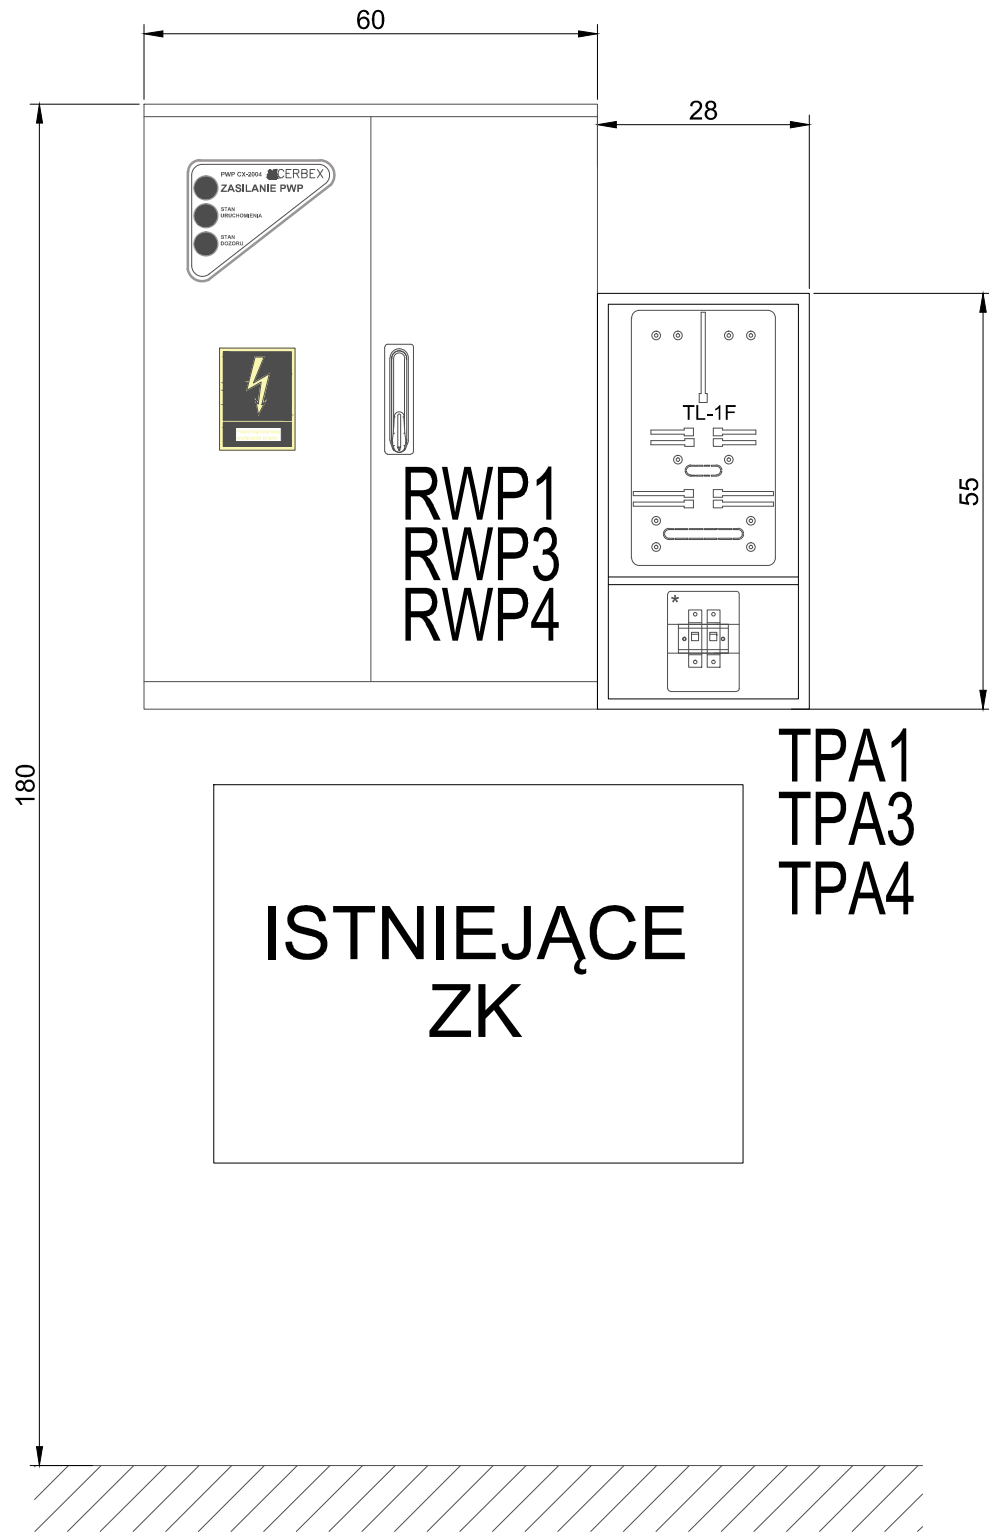 60
28
PWP CX-2004 CERBEX
ZASILANIE PWP
STAN
URUCHOMIENIA
STAN
DOZORU
TL-1F
RWP1
RWP3
RWP4
55
*
TPA1
TPA3
TPA4
180
ISTNIEJĄCE
ZK